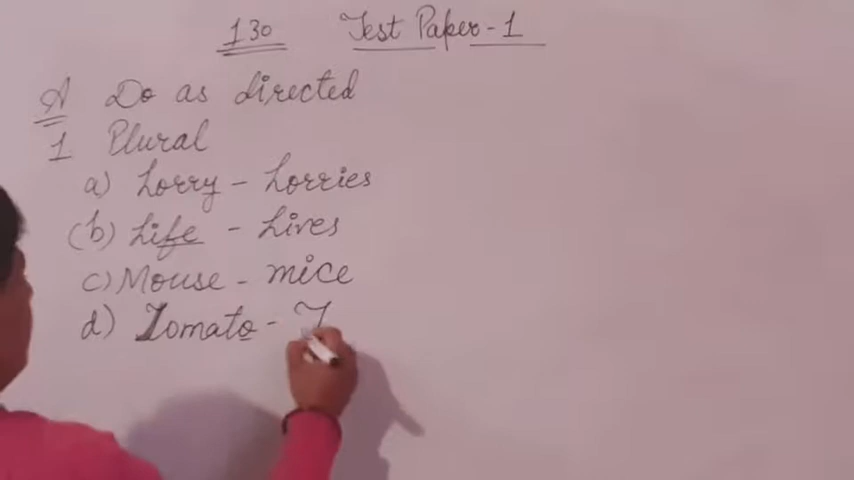 130 Test Paper-1
A Do as directed
1 Plural
a) Lorry - Lorries
(b) Life - Lives
c) Mouse - mice
d) Tomato - T